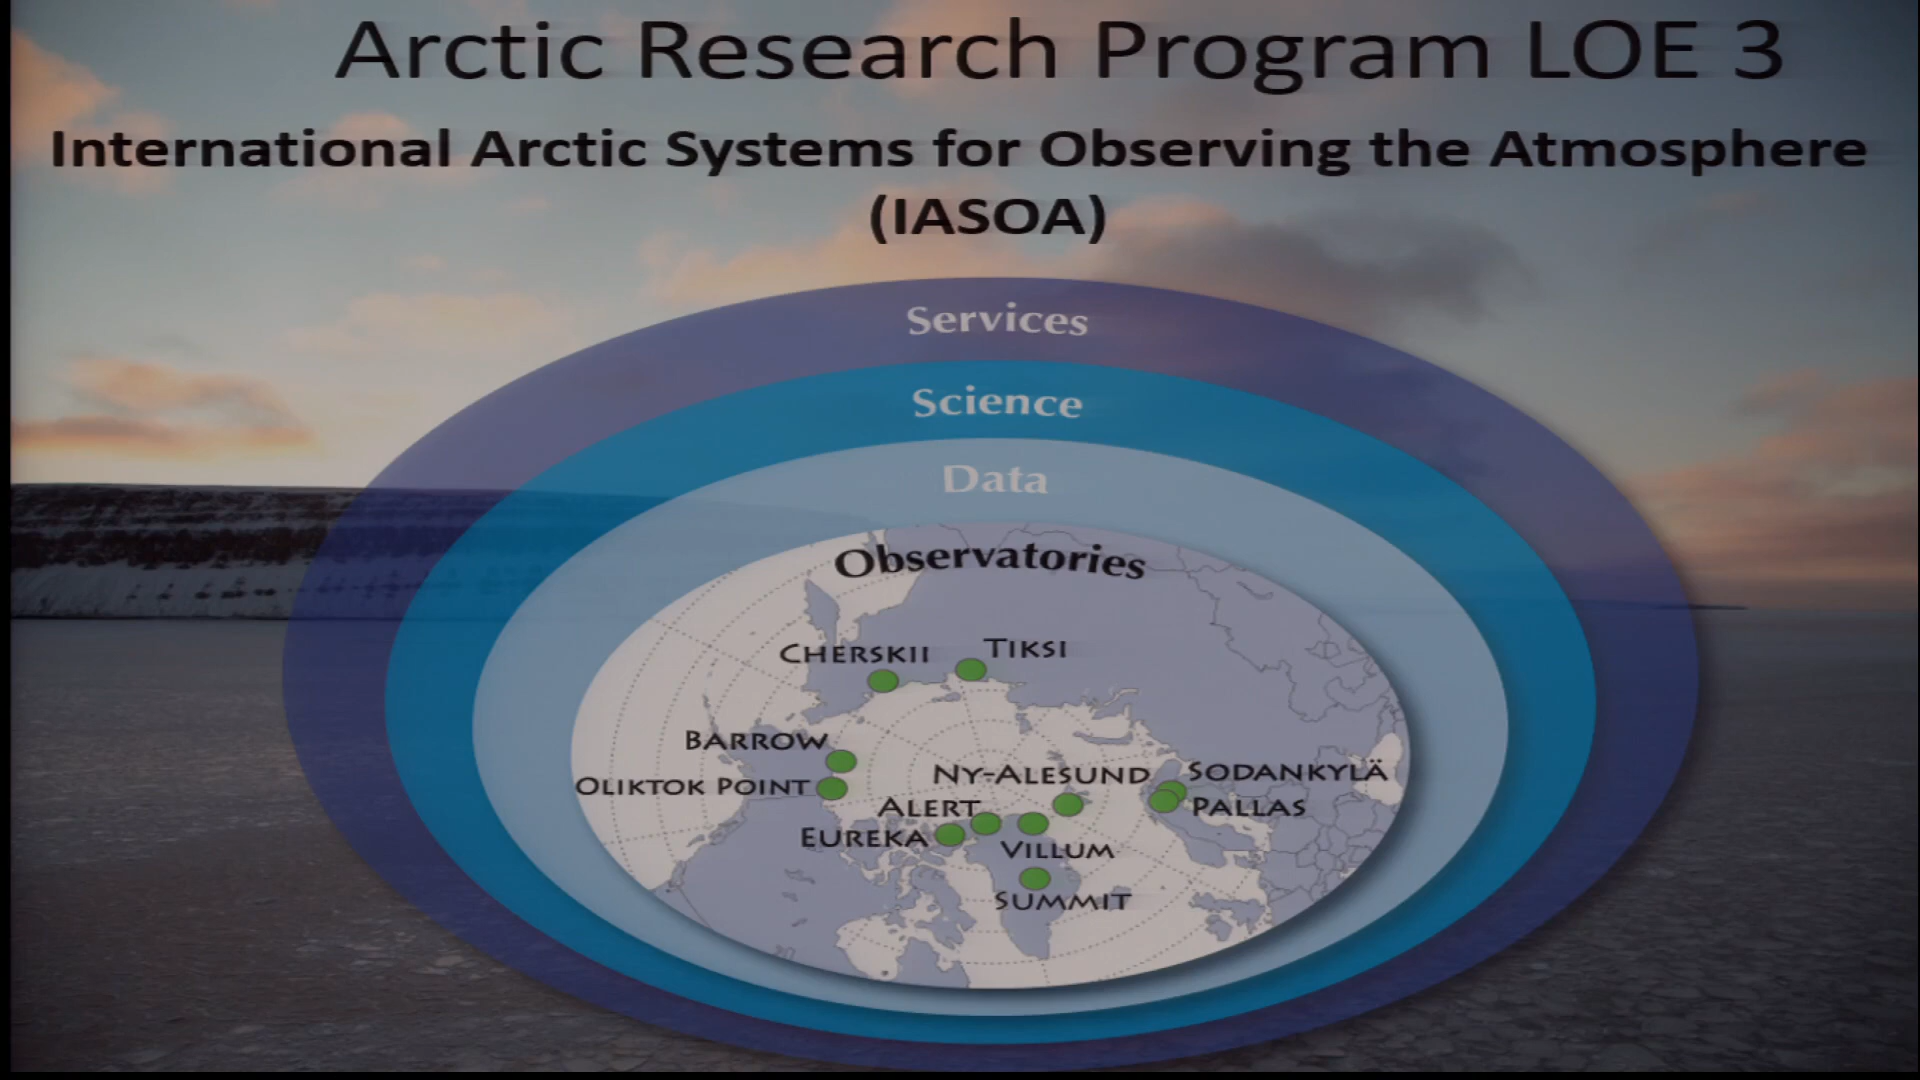 Arctic Research Program LOE 3
International Arctic Systems for Observing the Atmosphere
(IASOA)
Services
Science
Data
Observatories
CHERSKII
TIKSI
BARROW
OLIKTOK POINT
NY-ALESUND
SODANKYLÄ
ALERT
PALLAS
EUREKA
VILLUM
SUMMIT